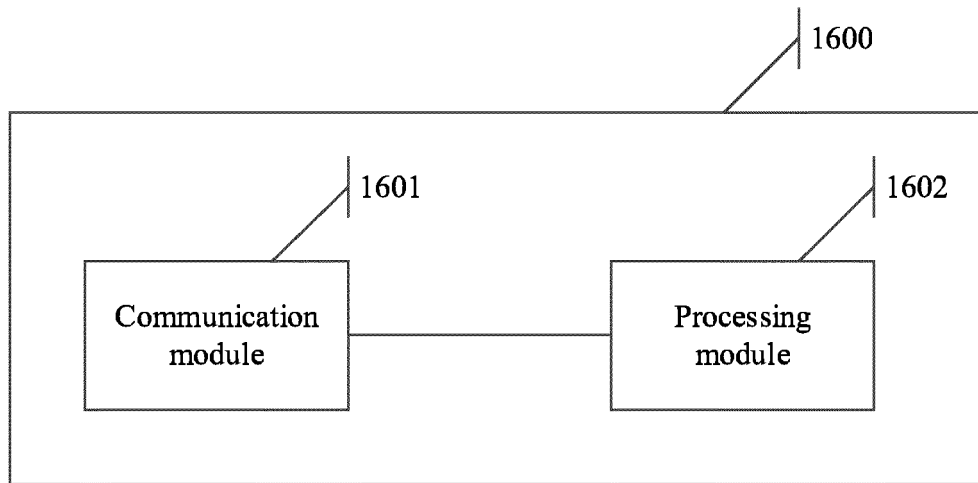 1600
1601
1602
Communication
module
Processing
module